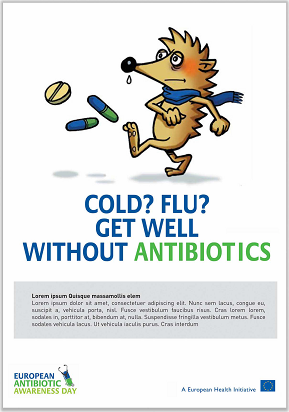 COLD? FLU?
GET WELL
WITHOUT ANTIBIOTICS
Lorem ipsum Quisque massamollis elem
Lorem ipsum dolor sit amet, consectetuer adipiscing elit. Nunc sem lacus, congue eu,
suscipit a, vehicula porta, nisl. Fusce vestibulum faucibus risus. Cras lorem lorem,
sodales in, porttitor at, bibendum at, nulla. Suspendisse fringilla vestibulum massa. Fusce
sodales vehicula lacus. Ut vehicula iaculis purus. Cras interdum
EUROPEAN
ANTIBIOTIC
AWARENESS DAY
A European Health Initiative